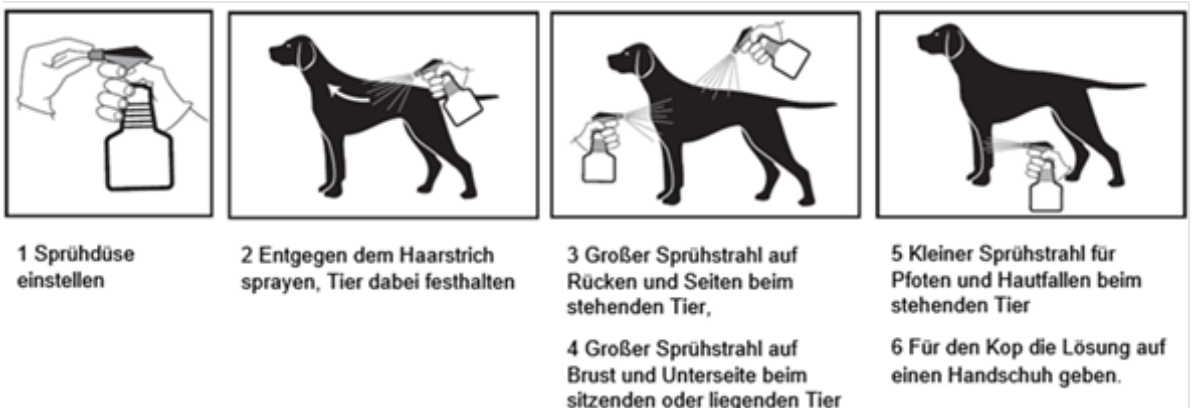 1 Sprühdüse
einstellen
2 Entgegen dem Haarstrich
sprayen, Tier dabei festhalten
3 Großer Sprühstrahl auf
Rücken und Seiten beim
stehenden Tier,
4 Großer Sprühstrahl auf
Brust und Unterseite beim
sitzenden oder liegenden Tier
5 Kleiner Sprühstrahl für
Pfoten und Hautfallen beim
stehenden Tier
6 Für den Kop die Lösung auf
einen Handschuh geben.